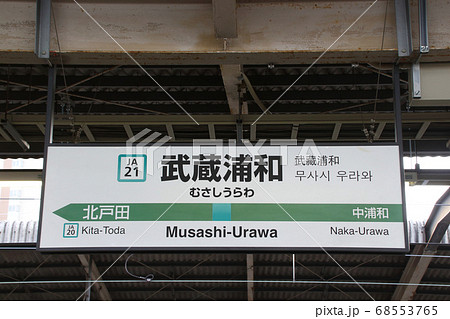 JA
21
武蔵浦和
むさしうらわ
武蔵浦和
무사시 우라와
北戸田
中浦和
JA
20
Kita-Toda
Musashi-Urawa
Naka-Urawa
PIXTA
pixta.jp - 68553765